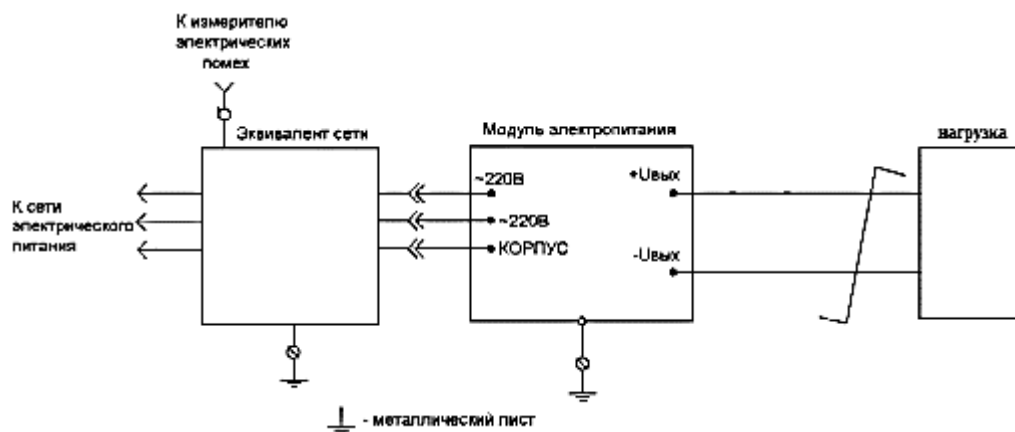 К измерителю
электрических
помех
Эквивалент сети
Модуль электропитания
нагрузка
~220В
+Uвых
К сети
электрического
питания
~220В
КОРПУС
-Uвых
- металлический лист